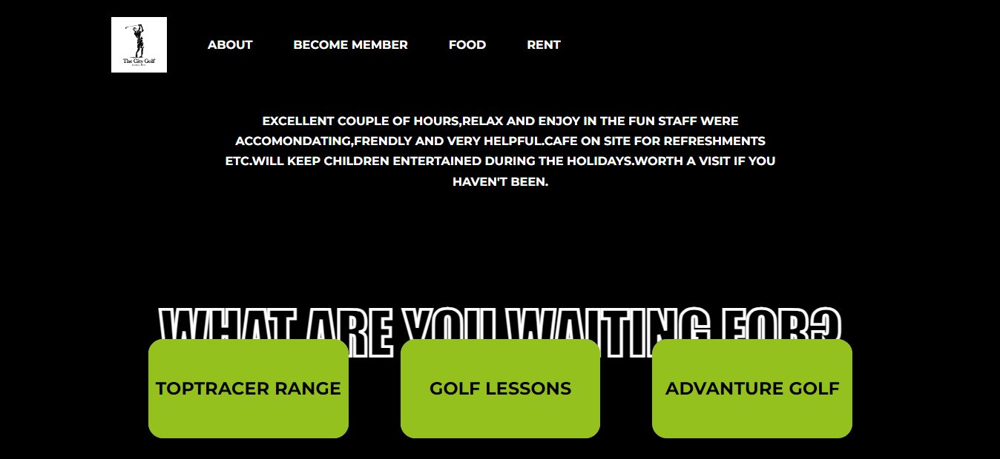 The City Golf
ABOUT
BECOME MEMBER
FOOD
RENT
EXCELLENT COUPLE OF HOURS,RELAX AND ENJOY IN THE FUN STAFF WERE
ACCOMONDATING,FRENDLY AND VERY HELPFUL.CAFE ON SITE FOR REFRESHMENTS
ETC.WILL KEEP CHILDREN ENTERTAINED DURING THE HOLIDAYS.WORTH A VISIT IF YOU
HAVEN'T BEEN.
WHAT ARE YOU WAITING FOR?
TOPTRACER RANGE
GOLF LESSONS
ADVANTURE GOLF